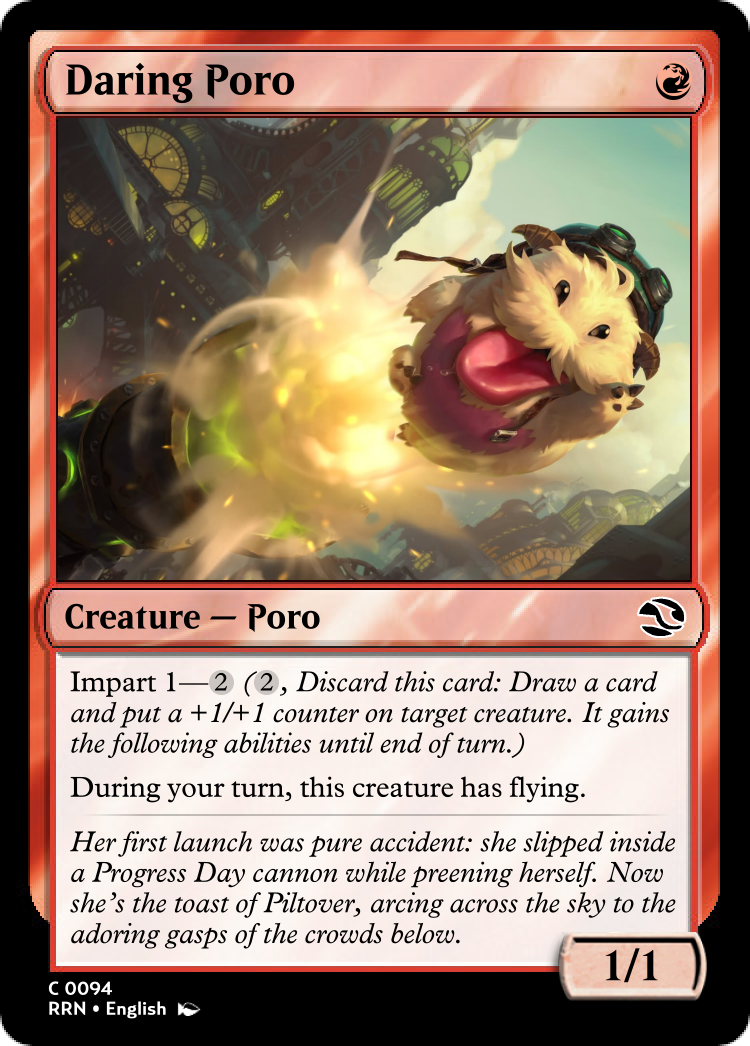 Daring Poro
Creature — Poro
Impart 1—2 (2, Discard this card: Draw a card
and put a +1/+1 counter on target creature. It gains
the following abilities until end of turn.)
During your turn, this creature has flying.
Her first launch was pure accident: she slipped inside
a Progress Day cannon while preening herself. Now
she's the toast of Piltover, arcing across the sky to the
adoring gasps of the crowds below.
1/1
C 0094
RRN • English